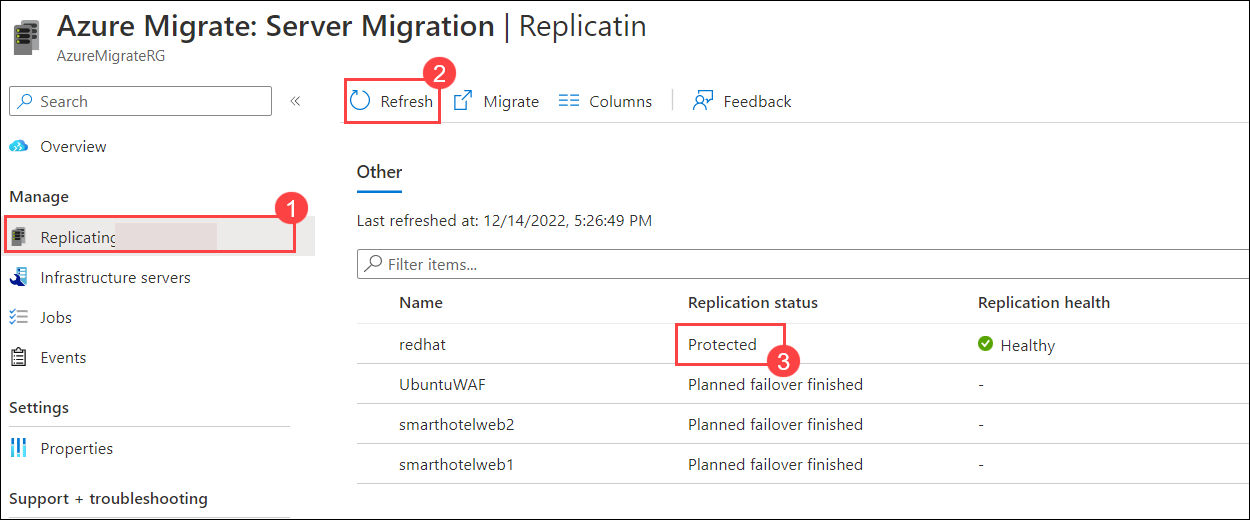 Azure Migrate: Server Migration | Replicatin
AzureMigrateRG
2
Search «
Refresh Migrate Columns Feedback
Overview
Other
Manage
1
Last refreshed at: 12/14/2022, 5:26:49 PM
Replicating
Filter items...
Infrastructure servers
Name Replication status Replication health
Jobs
redhat Protected Healthy
3
Events
UbuntuWAF Planned failover finished -
Settings
smarthotelweb2 Planned failover finished -
Properties
smarthotelweb1 Planned failover finished -
Support + troubleshooting